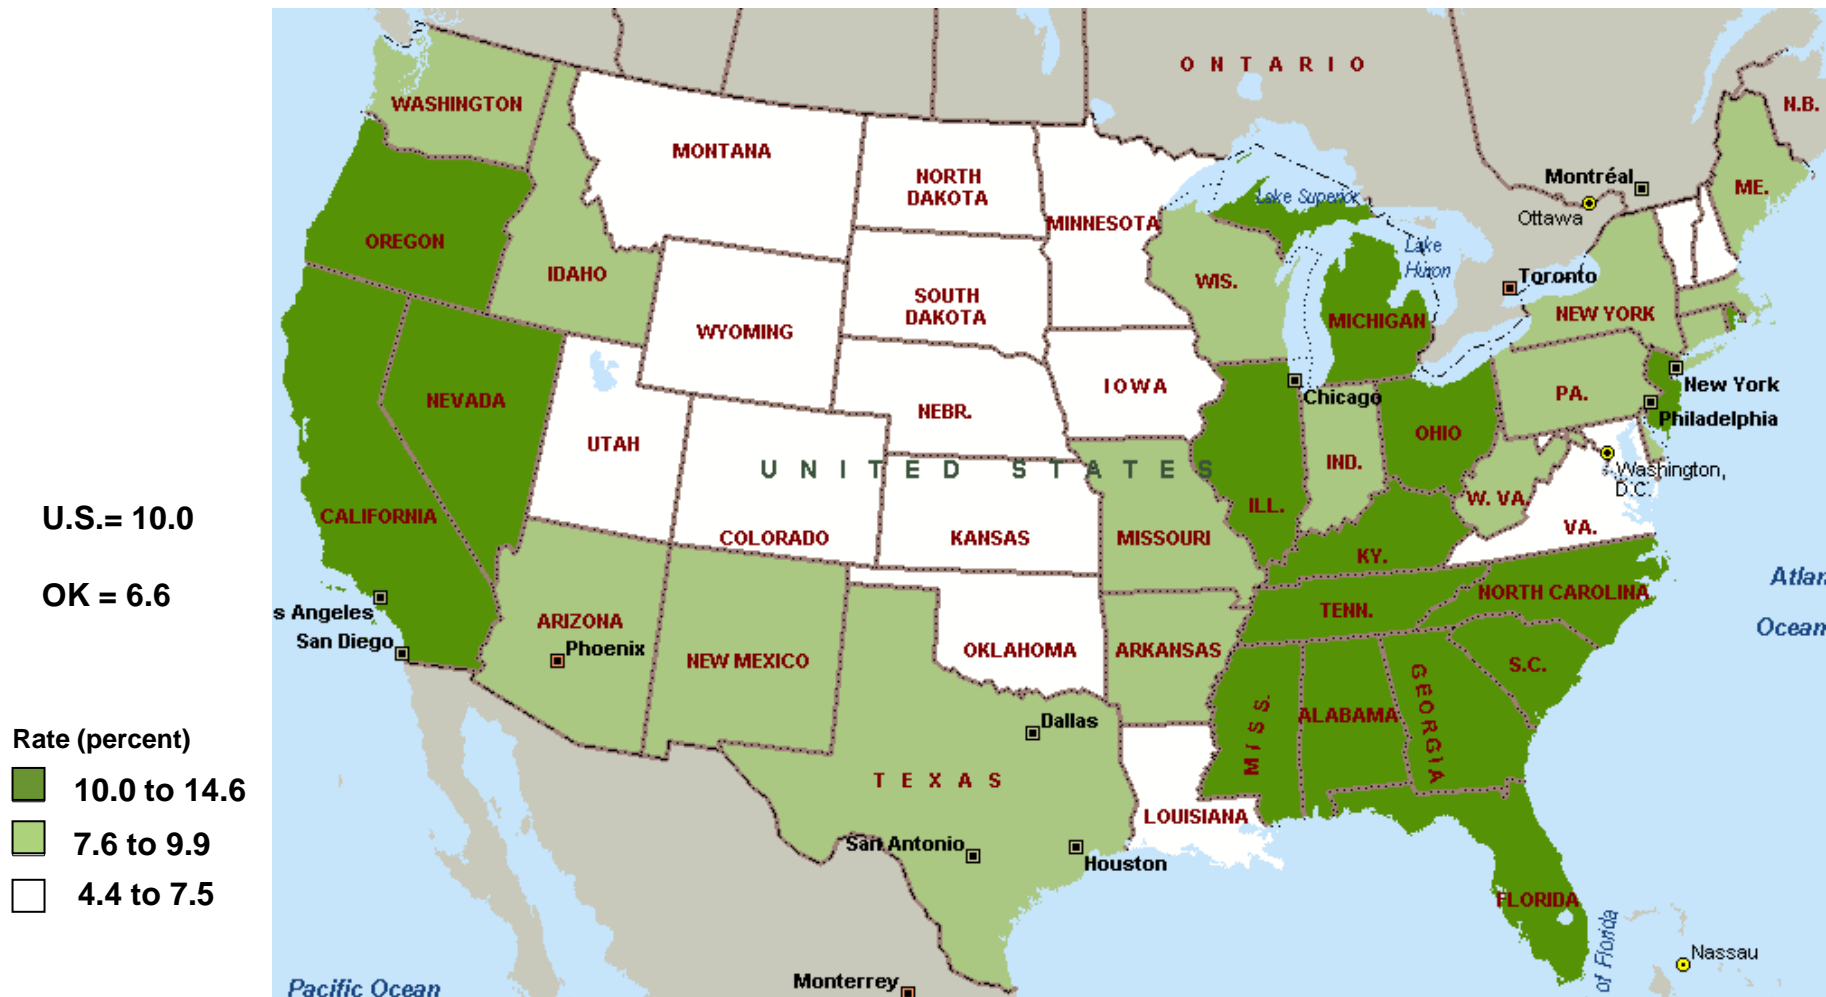 ONTARIO
N.B.
WASHINGTON
MONTANA
NORTH
DAKOTA
MINNESOTA
Lake Superior
Montréal
Ottawa
ME.
OREGON
IDAHO
WIS.
Lake
Huron
Toronto
SOUTH
DAKOTA
WYOMING
MICHIGAN
NEW YORK
NEVADA
NEBR.
IOWA
Chicago
PA.
New York
Philadelphia
UTAH
OHIO
UNITED STATES
IND.
Washington,
D.C.
W. VA.
U.S.= 10.0
CALIFORNIA
COLORADO
KANSAS
MISSOURI
ILL.
VA.
KY.
OK = 6.6
s Angeles
San Diego
ARIZONA
Phoenix
NEW MEXICO
OKLAHOMA
ARKANSAS
TENN.
NORTH CAROLINA
Atlan
Ocean
S.C.
MISS.
ALABAMA
GEORGIA
Dallas
TEXAS
LOUISIANA
San Antonio
Houston
FLORIDA
of Florida
Nassau
Monterrey
Pacific Ocean
Rate (percent)
10.0 to 14.6
7.6 to 9.9
4.4 to 7.5